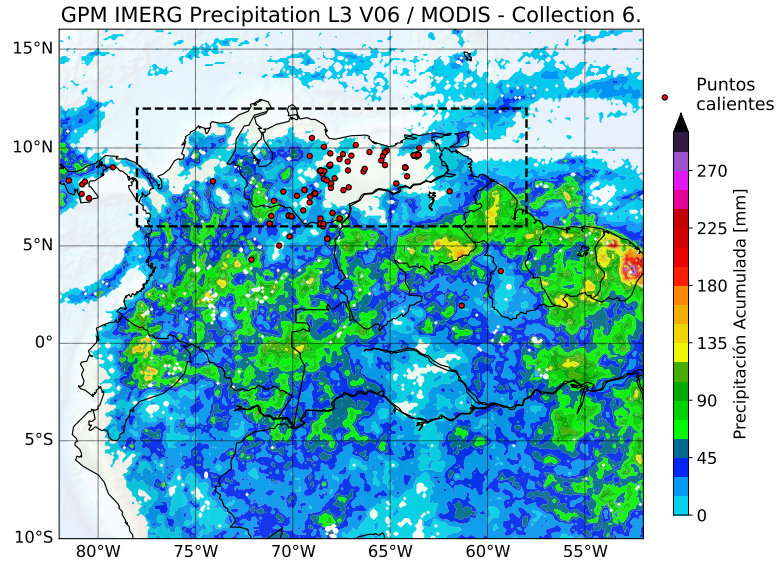 GPM IMERG Precipitation L3 V06 / MODIS - Collection 6.
15°N
10°N
5°N
0°
5°S
10°S
80°W
75°W
70°W
65°W
60°W
55°W
Puntos
calientes
270
225
180
135
90
45
0
Precipitación Acumulada [mm]